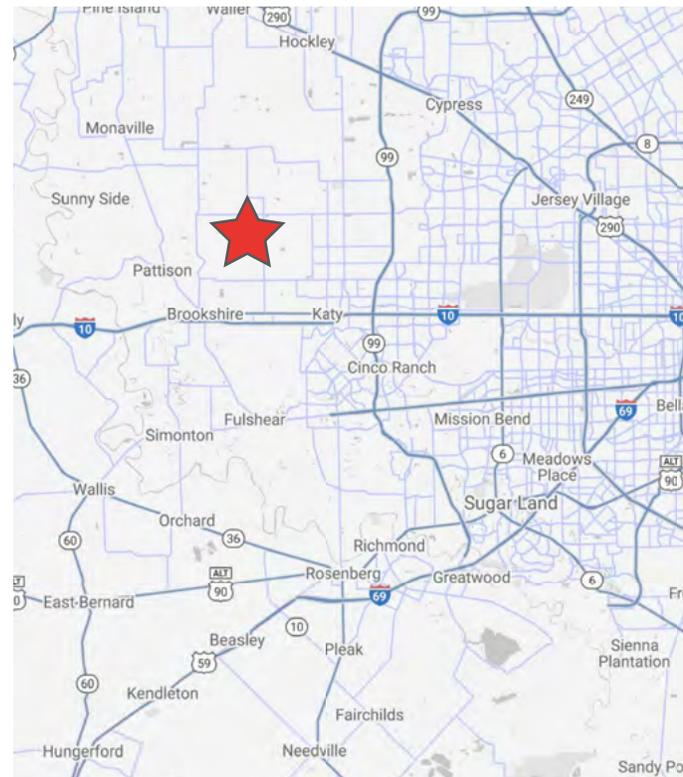 Pine Island
Waller
290
99
Hockley
Cypress
249
Monaville
99
8
Sunny Side
Jersey Village
290
Pattison
Brookshire
Katy
10
10
10
99
36
Cinco Ranch
69
Fulshear
Mission Bend
Simonton
6
Meadows
Place
ALT
90
Wallis
Sugar Land
Orchard
36
60
Richmond
ALT
90
Rosenberg
Greatwood
6
East Bernard
69
10
Beasley
Pleak
Sienna
Plantation
59
60
Kendleton
Fairchilds
Hungerford
Needville